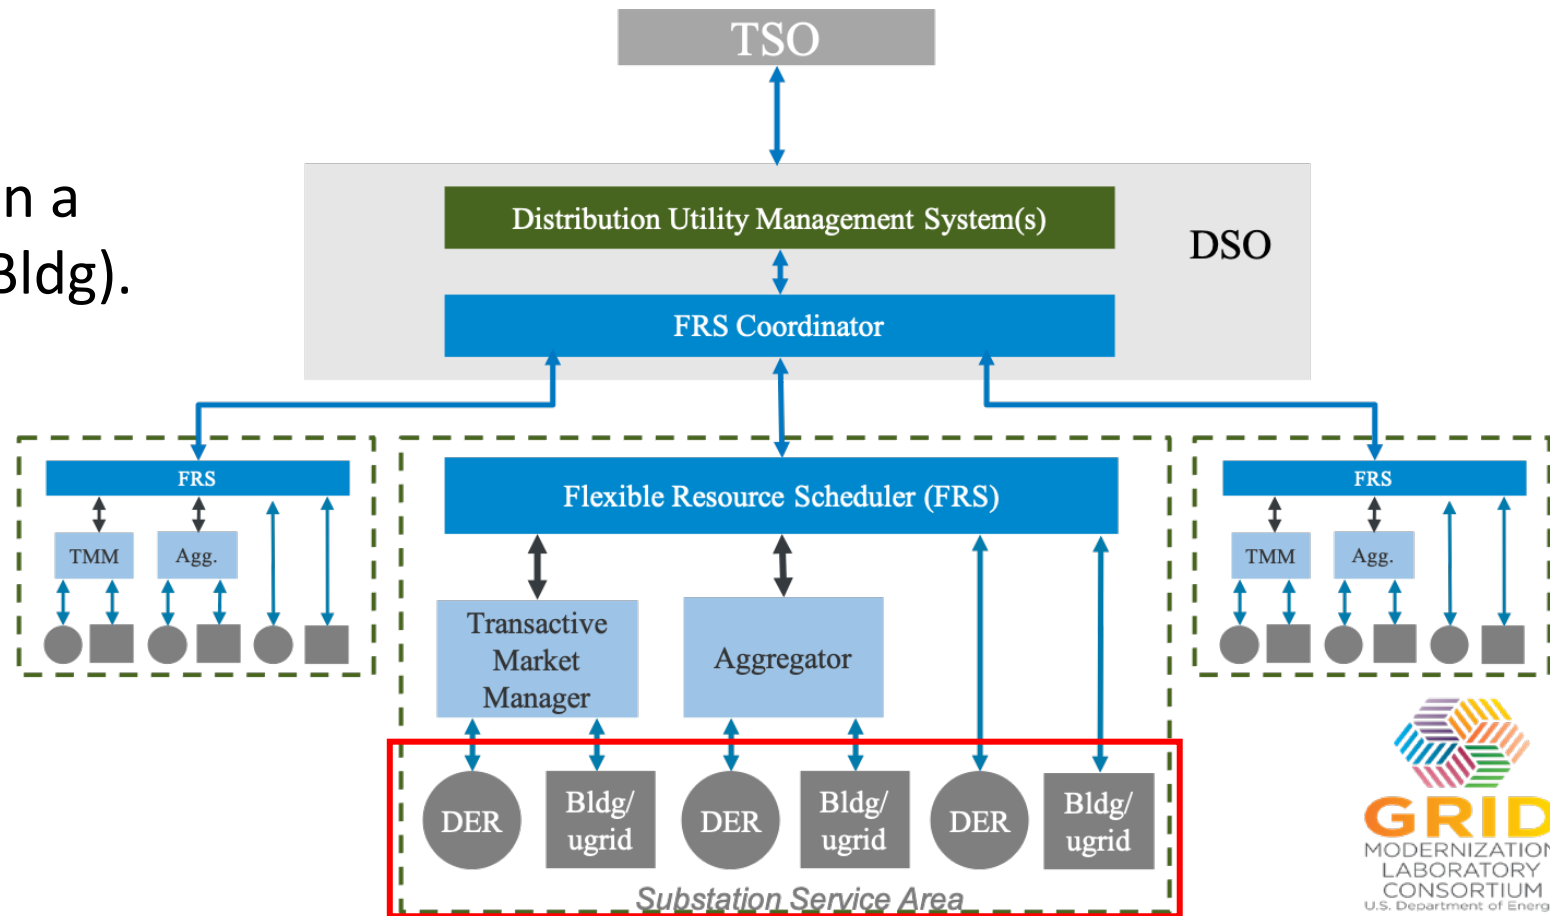 TSO
n a
Bldg).
Distribution Utility Management System(s)
DSO
FRS Coordinator
FRS
TMM
Agg.
Flexible Resource Scheduler (FRS)
Transactive
Market
Manager
Aggregator
DER
Bldg/
ugrid
DER
Bldg/
ugrid
DER
Bldg/
ugrid
Substation Service Area
FRS
TMM
Agg.
GRID
MODERNIZATION
LABORATORY
CONSORTIUM
U.S. Department of Energ